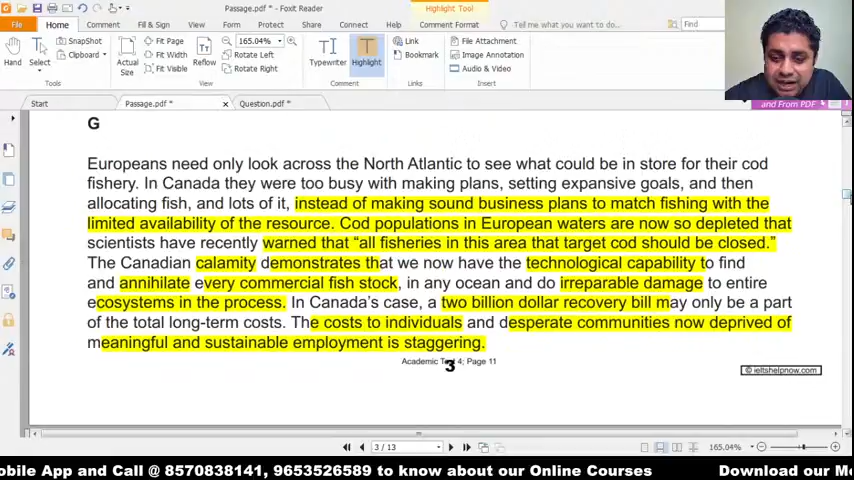 Passage.pdf * - Foxit Reader
Highlight Tool
File
Home
Comment
Fill & Sign
View
Form
Protect
Share
Connect
Help
Comment Format
Tell me what you want to do...
Find
Hand
Select
SnapShot
Clipboard
Actual Size
Fit Page
Fit Width
Fit Visible
Reflow
165.04%
Rotate Left
Rotate Right
Typewriter
Highlight
Link
Bookmark
File Attachment
Image Annotation
Audio & Video
Tools
View
Comment
Links
Insert
Start
Passage.pdf *
Question.pdf *
and From PDF
G
Europeans need only look across the North Atlantic to see what could be in store for their cod
fishery. In Canada they were too busy with making plans, setting expansive goals, and then
allocating fish, and lots of it, instead of making sound business plans to match fishing with the
limited availability of the resource. Cod populations in European waters are now so depleted that
scientists have recently warned that “all fisheries in this area that target cod should be closed.”
The Canadian calamity demonstrates that we now have the technological capability to find
and annihilate every commercial fish stock, in any ocean and do irreparable damage to entire
ecosystems in the process. In Canada’s case, a two billion dollar recovery bill may only be a part
of the total long-term costs. The costs to individuals and desperate communities now deprived of
meaningful and sustainable employment is staggering.
Academic Test 4; Page 11
3
© ieltshelpnow.com
3 / 13
165.04%
obile App and Call @ 8570838141, 9653526589 to know about our Online Courses
Download our Mo